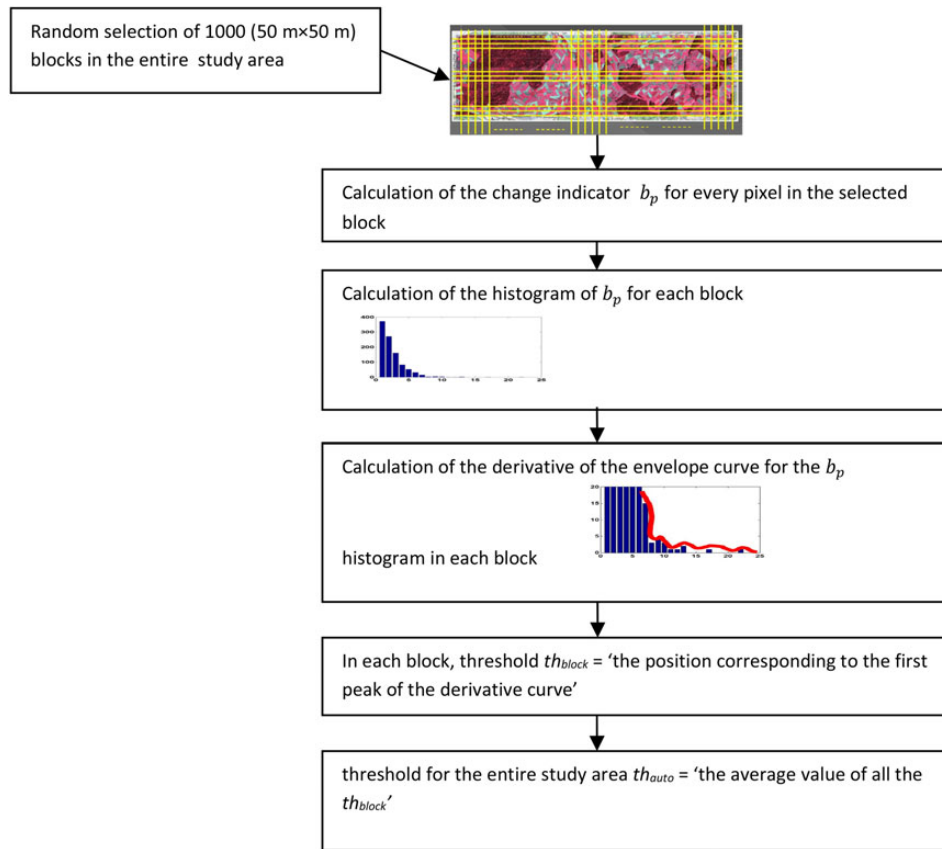 Random selection of 1000 (50 m×50 m)
blocks in the entire study area
Calculation of the change indicator b_p for every pixel in the selected
block
Calculation of the histogram of b_p for each block
400
300
200
100
0
0 5 10 15 20 25
Calculation of the derivative of the envelope curve for the b_p
20
15
10
5
0
0 5 10 15 20 25
histogram in each block
In each block, threshold th_block = ‘the position corresponding to the first
peak of the derivative curve’
threshold for the entire study area th_auto = ‘the average value of all the
th_block’